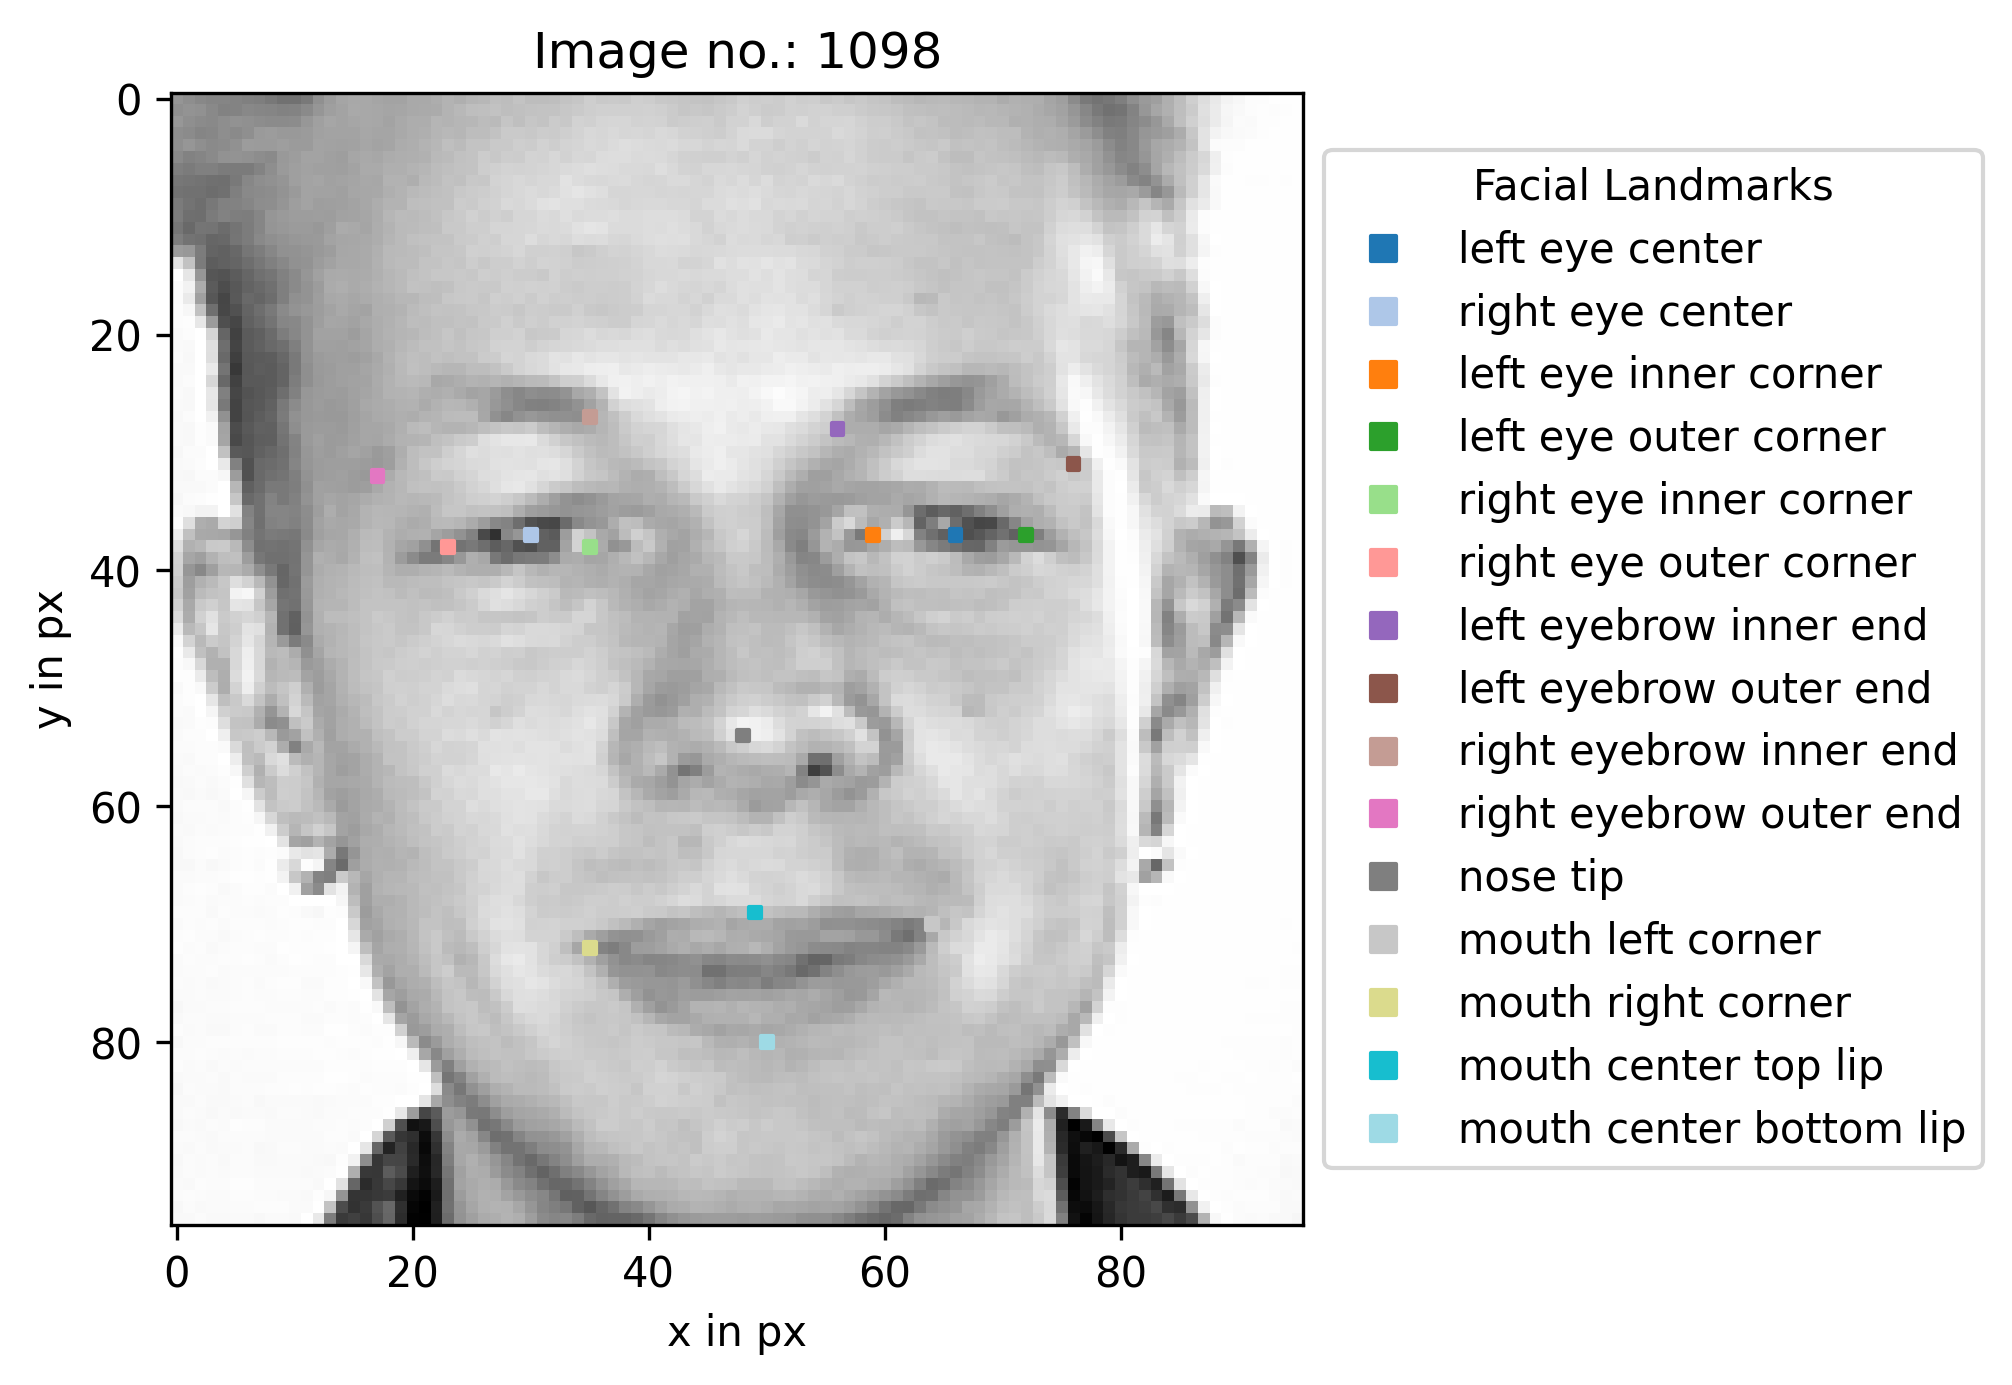 Image no.: 1098
0
20
40
60
80
y in px
0 20 40 60 80
x in px
Facial Landmarks
left eye center
right eye center
left eye inner corner
left eye outer corner
right eye inner corner
right eye outer corner
left eyebrow inner end
left eyebrow outer end
right eyebrow inner end
right eyebrow outer end
nose tip
mouth left corner
mouth right corner
mouth center top lip
mouth center bottom lip